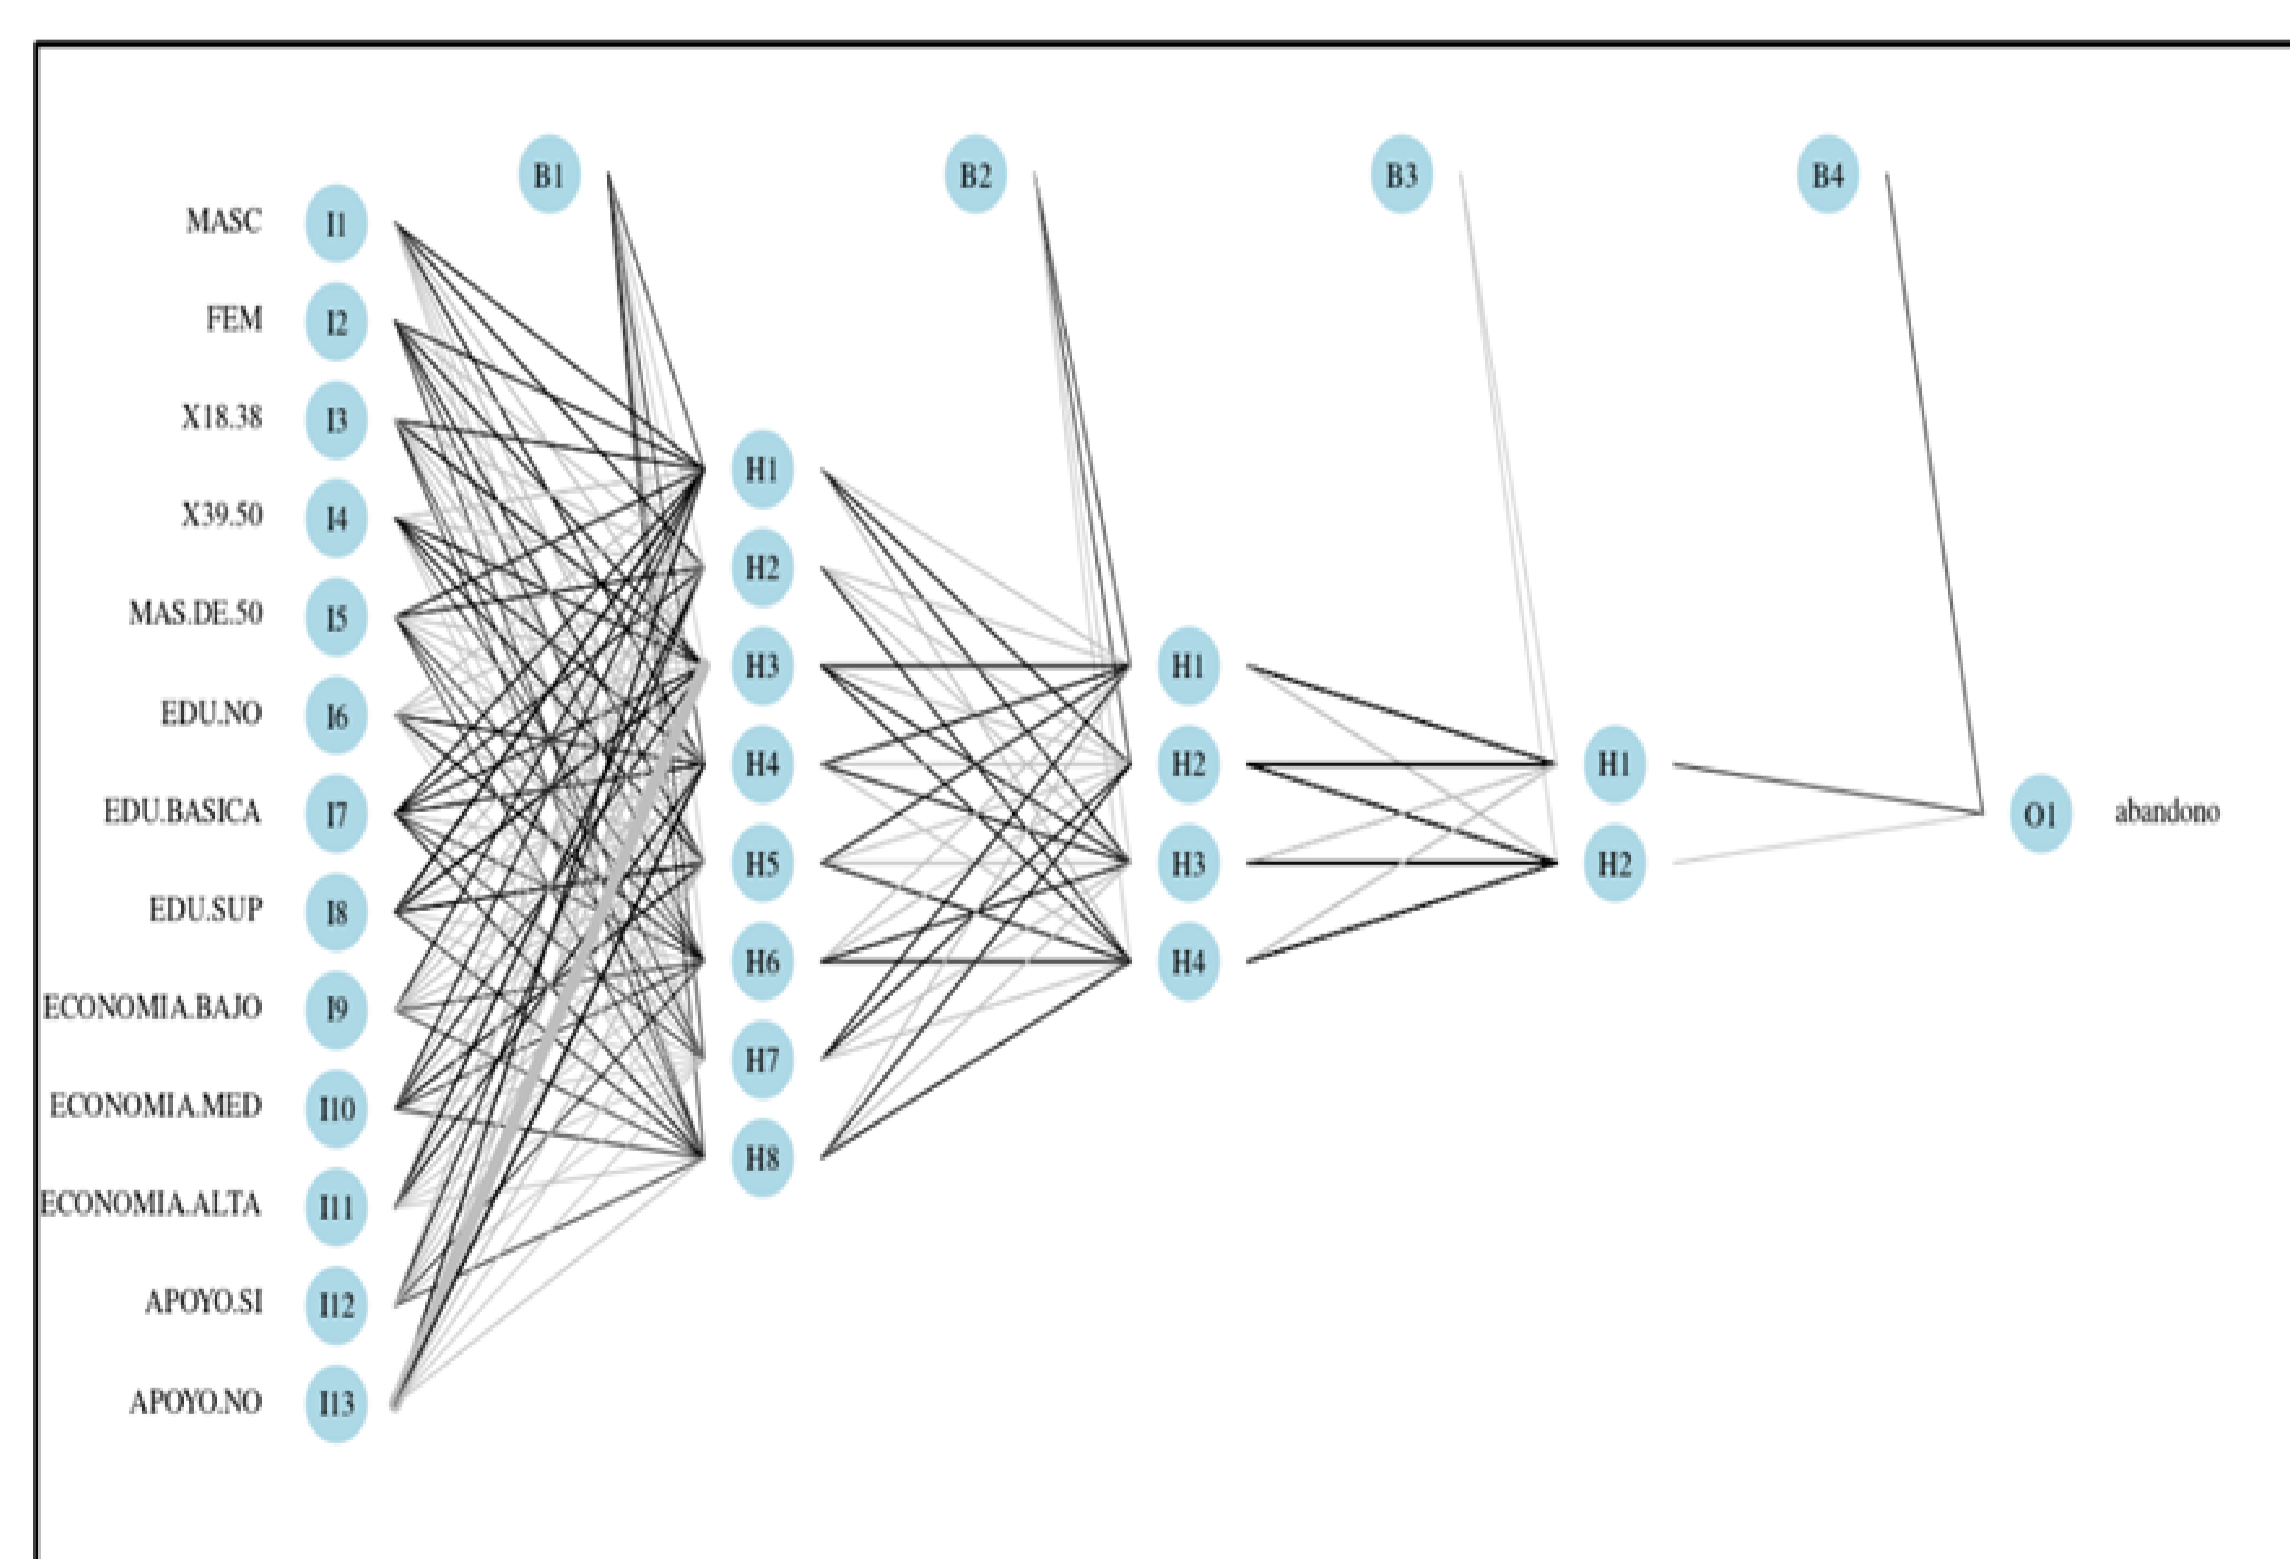 B1 B2 B3 B4
MASC I1
FEM I2
X18.38 I3
X39.50 I4
MAS.DE.50 I5
EDU.NO I6
EDU.BASICA I7
EDU.SUP I8
ECONOMIA.BAJO I9
ECONOMIA.MED I10
ECONOMIA.ALTA I11
APOYO.SI I12
APOYO.NO I13
H1
H2
H3
H4
H5
H6
H7
H8
H1
H2
H3
H4
H1
H2
O1 abandono